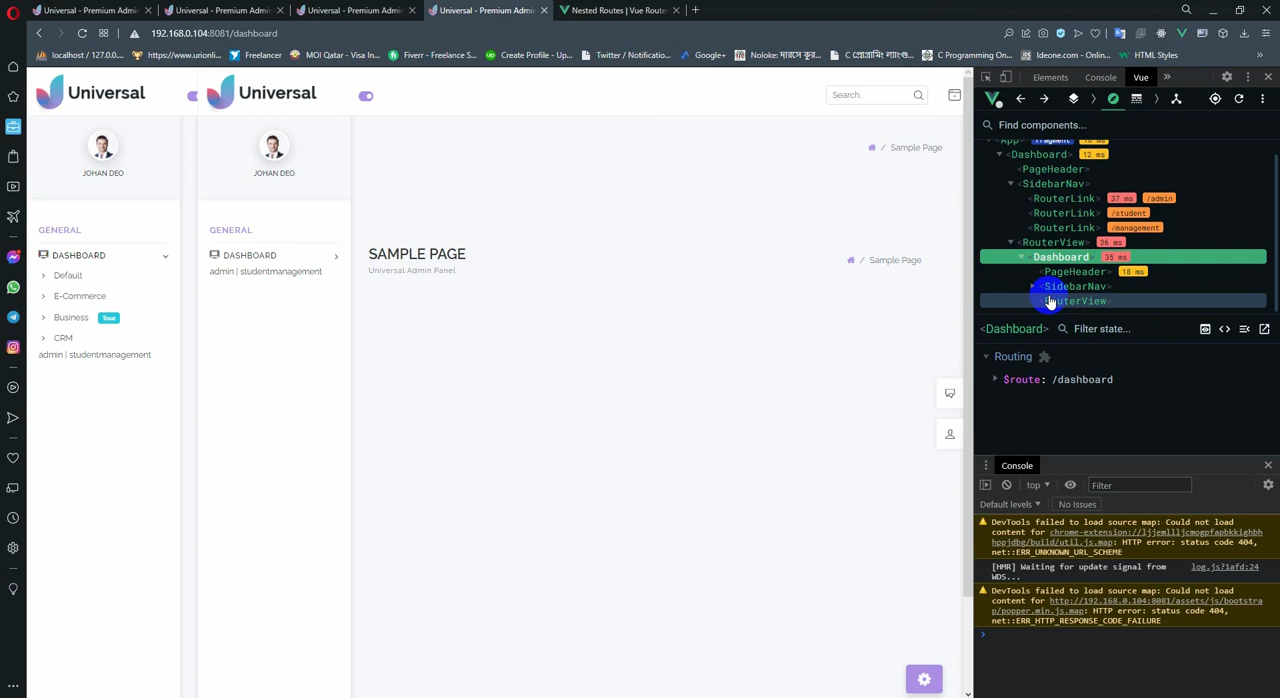 Universal - Premium Admin
Universal - Premium Admin
Universal - Premium Admin
Universal - Premium Admin
Nested Routes | Vue Route
192.168.0.104:8081/dashboard
localhost / 127.0.0....
https://www.urionli...
Freelancer
MOI Qatar - Visa In...
Fiverr - Freelance S...
Create Profile - Up...
Twitter / Notificatio...
Google+
C Programming On...
Ideone.com - Onlin...
HTML Styles
Universal
Universal
Search..
JOHAN DEO
JOHAN DEO
/ Sample Page
GENERAL
DASHBOARD
Default
E-Commerce
Business
Tour
CRM
admin | studentmanagement
GENERAL
DASHBOARD
admin | studentmanagement
SAMPLE PAGE
Universal Admin Panel
/ Sample Page
Elements
Console
Vue
Find components...
<Dashboard> 12 ms
<PageHeader>
<SidebarNav>
<RouterLink> 37 ms /admin
<RouterLink> /student
<RouterLink> /management
<RouterView> 36 ms
<Dashboard> 35 ms
<PageHeader> 18 ms
<SidebarNav>
<RouterView>
<Dashboard>
Filter state...
Routing
$route: /dashboard
Console
top
Filter
Default levels
No Issues
DevTools failed to load source map: Could not load
content for chrome-extension://ljjemllljcmogpfapbkkighbh
hppjdbg/build/util.js.map: HTTP error: status code 404,
net::ERR_UNKNOWN_URL_SCHEME
[HMR] Waiting for update signal from log.js?1afd:24
WDS...
DevTools failed to load source map: Could not load
content for http://192.168.0.104:8081/assets/js/bootstra
p/popper.min.js.map: HTTP error: status code 404,
net::ERR_HTTP_RESPONSE_CODE_FAILURE